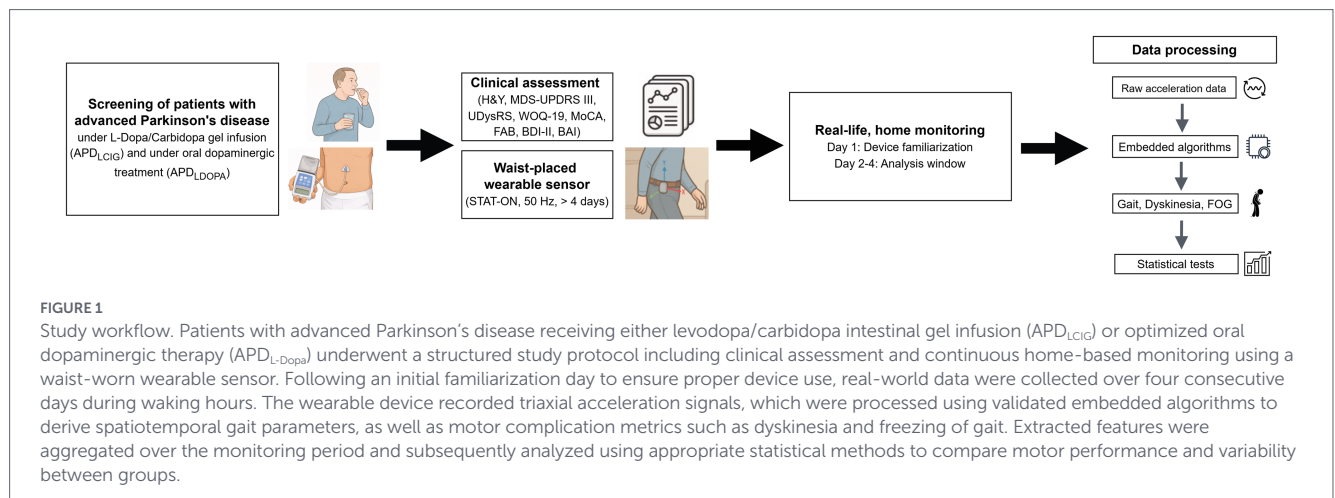 Screening of patients with
advanced Parkinson's disease
under L-Dopa/Carbidopa gel infusion
(APD_LCIG) and under oral dopaminergic
treatment (APD_LDOPA)
Clinical assessment
(H&Y, MDS-UPDRS III,
UDysRS, WOQ-19, MoCA,
FAB, BDI-II, BAI)
Waist-placed
wearable sensor
(STAT-ON, 50 Hz, > 4 days)
Real-life, home monitoring
Day 1: Device familiarization
Day 2-4: Analysis window
Data processing
Raw acceleration data
Embedded algorithms
Gait, Dyskinesia, FOG
Statistical tests
FIGURE 1
Study workflow. Patients with advanced Parkinson's disease receiving either levodopa/carbidopa intestinal gel infusion (APD_LCIG) or optimized oral
dopaminergic therapy (APD_L-Dopa) underwent a structured study protocol including clinical assessment and continuous home-based monitoring using a
waist-worn wearable sensor. Following an initial familiarization day to ensure proper device use, real-world data were collected over four consecutive
days during waking hours. The wearable device recorded triaxial acceleration signals, which were processed using validated embedded algorithms to
derive spatiotemporal gait parameters, as well as motor complication metrics such as dyskinesia and freezing of gait. Extracted features were
aggregated over the monitoring period and subsequently analyzed using appropriate statistical methods to compare motor performance and variability
between groups.